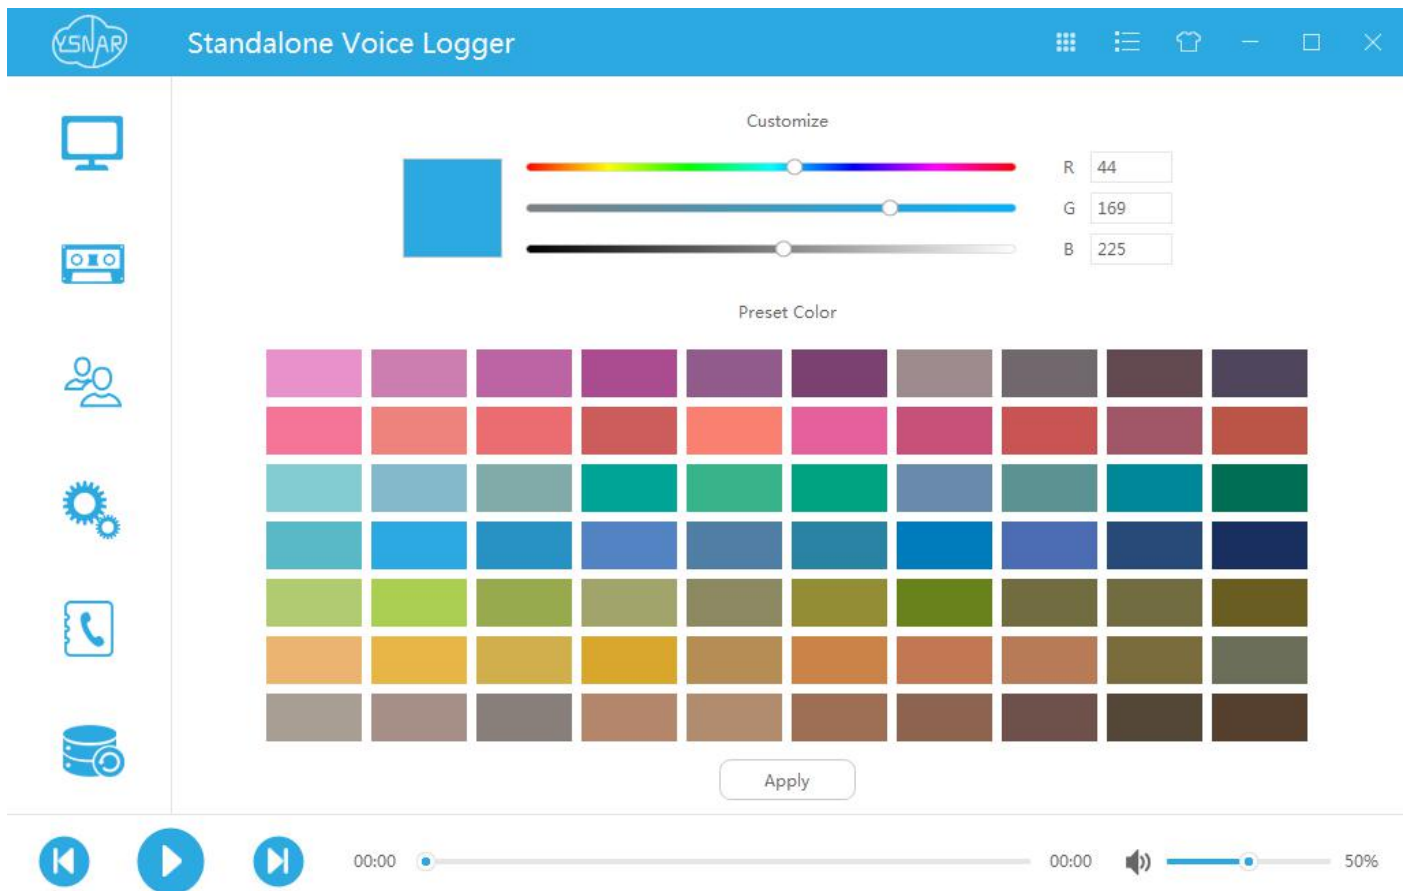 YSNAR
Standalone Voice Logger
Customize
R 44
G 169
B 225
Preset Color
Apply
00:00
00:00
50%